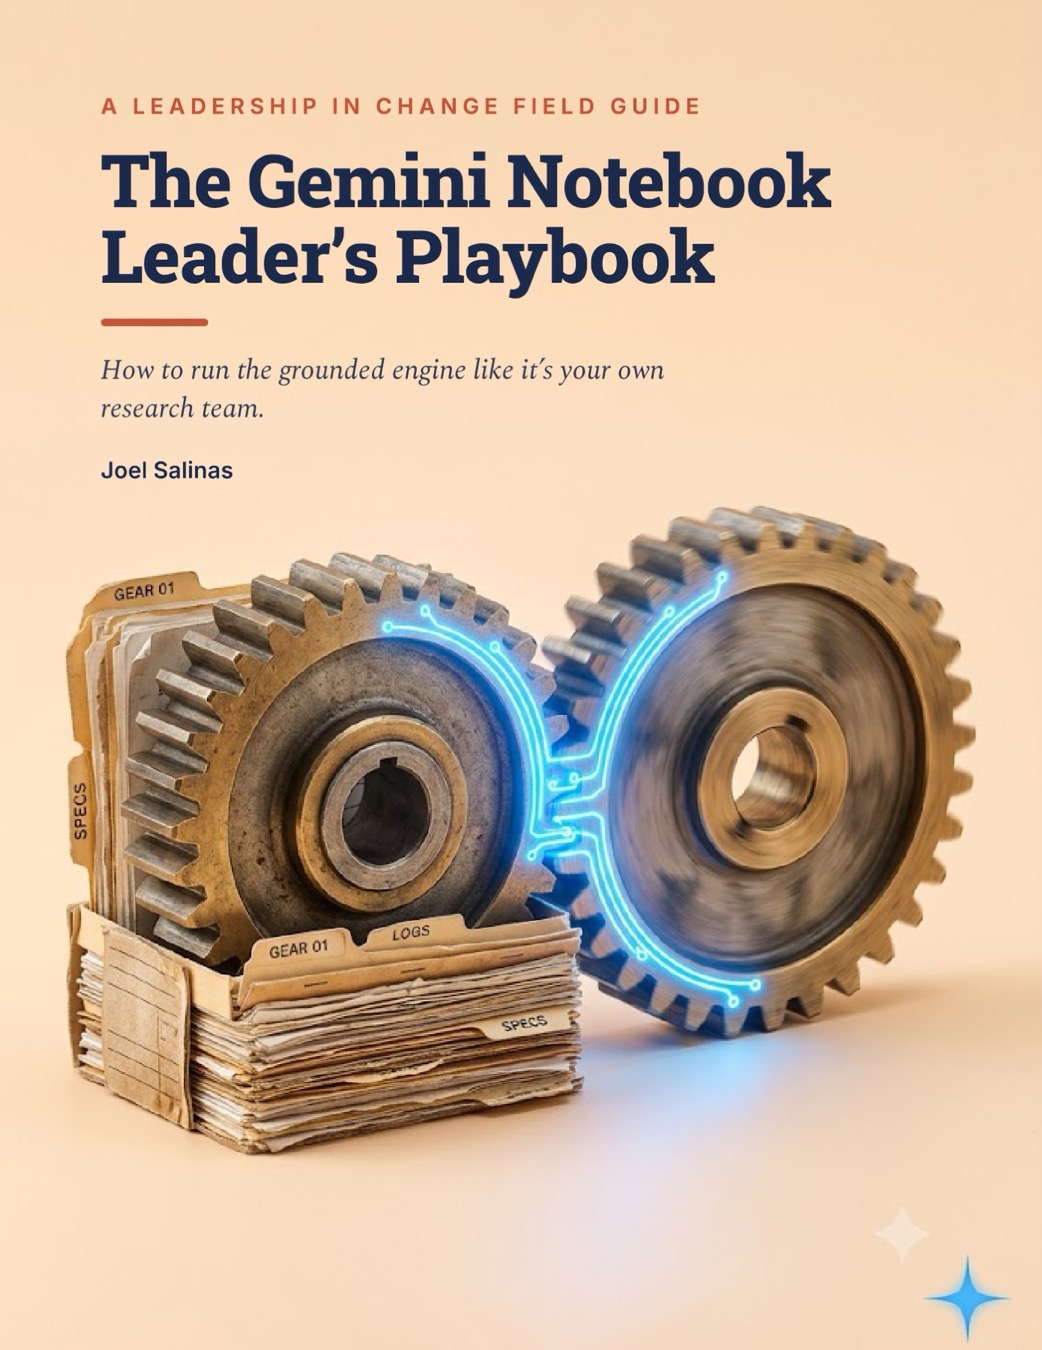 A LEADERSHIP IN CHANGE FIELD GUIDE
The Gemini Notebook
Leader’s Playbook
How to run the grounded engine like it′s your own
research team.
Joel Salinas
GEAR 01
SPECS
GEAR 01
LOGS
SPECS